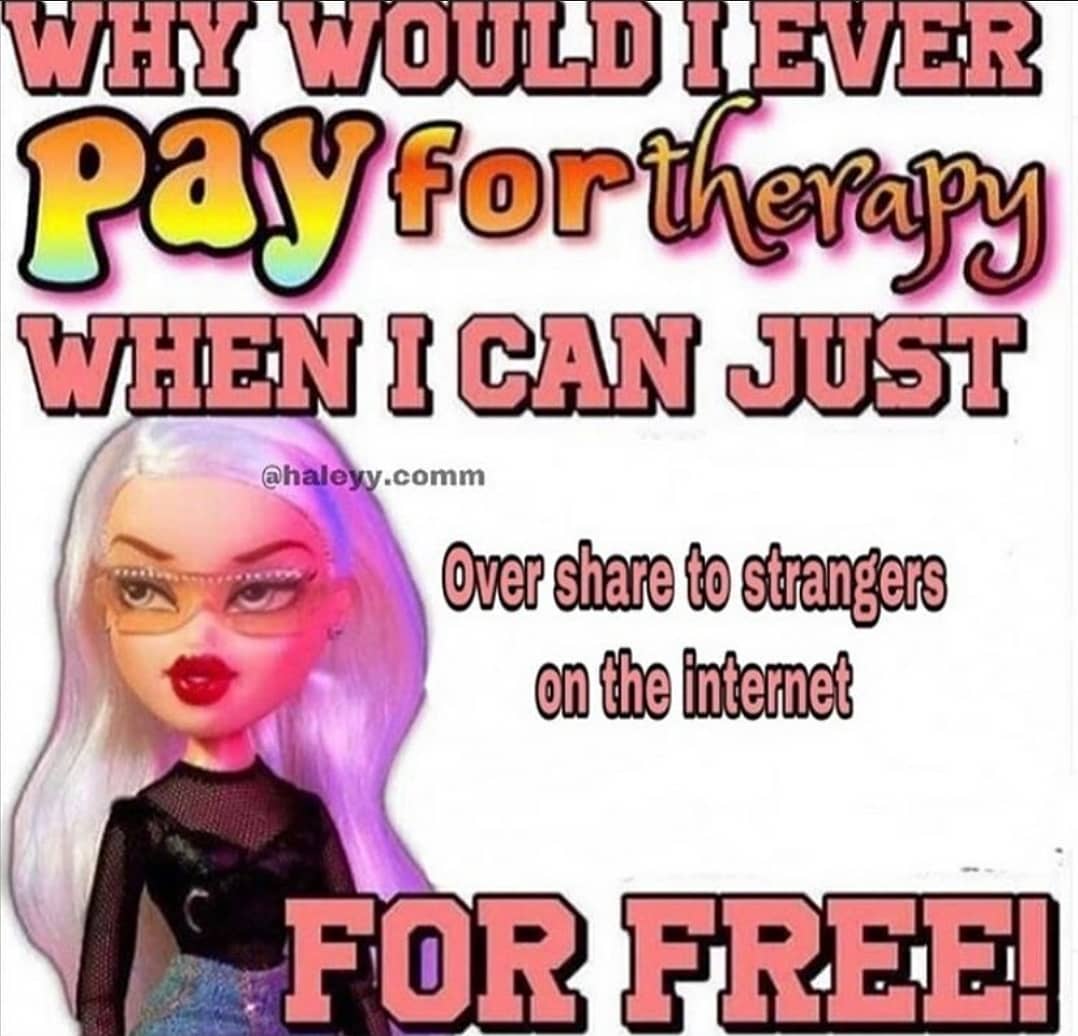 WHY WOULD I EVER
Pay for therapy
WHEN I CAN JUST
@haleyy.comm
Over share to strangers
on the internet
FOR FREE!